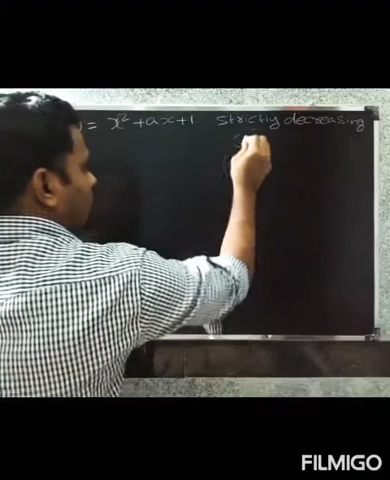 = x² + ax + 1 strictly decreasing
FILMIGO